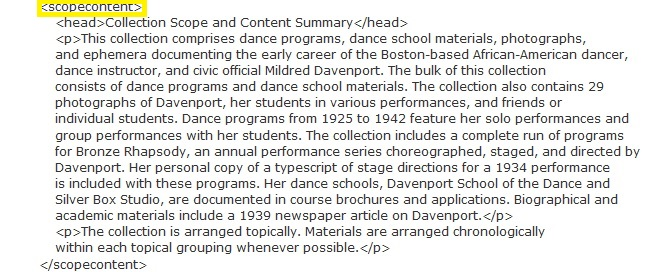 <scopecontent>
<head>Collection Scope and Content Summary</head>
<p>This collection comprises dance programs, dance school materials, photographs,
and ephemera documenting the early career of the Boston-based African-American dancer,
dance instructor, and civic official Mildred Davenport. The bulk of this collection
consists of dance programs and dance school materials. The collection also contains 29
photographs of Davenport, her students in various performances, and friends or
individual students. Dance programs from 1925 to 1942 feature her solo performances and
group performances with her students. The collection includes a complete run of programs
for Bronze Rhapsody, an annual performance series choreographed, staged, and directed by
Davenport. Her personal copy of a typescript of stage directions for a 1934 performance
is included with these programs. Her dance schools, Davenport School of the Dance and
Silver Box Studio, are documented in course brochures and applications. Biographical and
academic materials include a 1939 newspaper article on Davenport.</p>
<p>The collection is arranged topically. Materials are arranged chronologically
within each topical grouping whenever possible.</p>
</scopecontent>